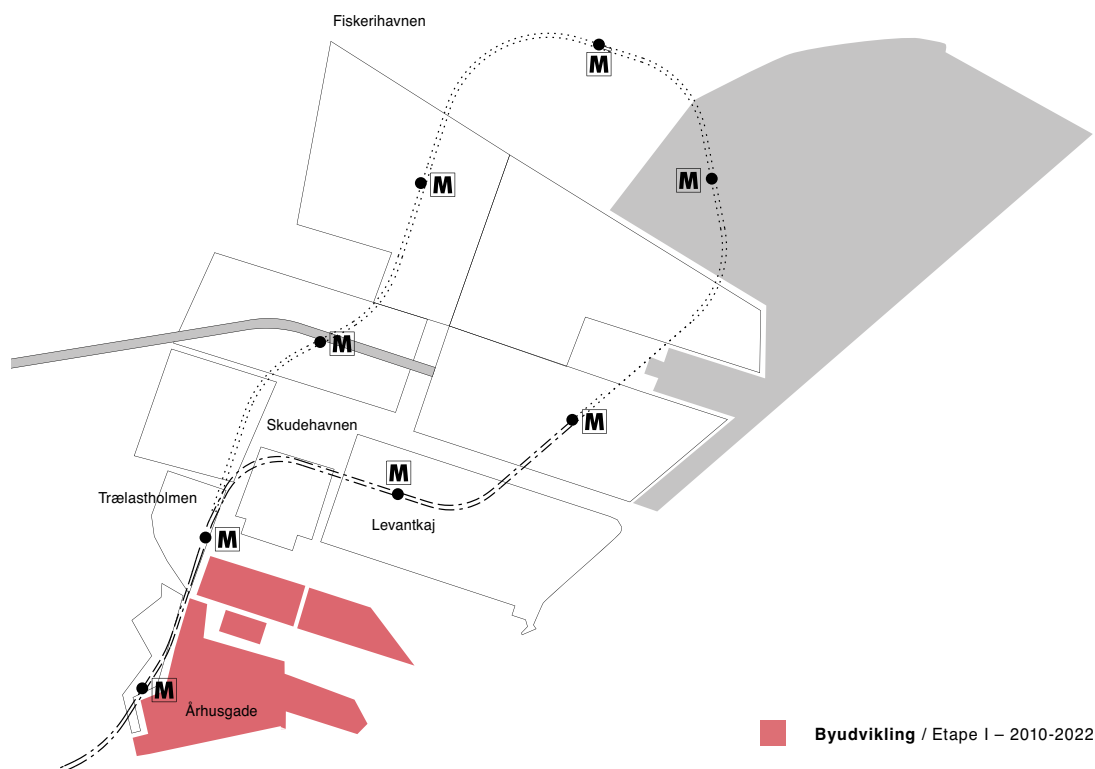 Fiskerihavnen
M
M
M
M
Skudehavnen
M
M
Trælastholmen
Levantkaj
M
M
Århusgade
Byudvikling / Etape I – 2010-2022